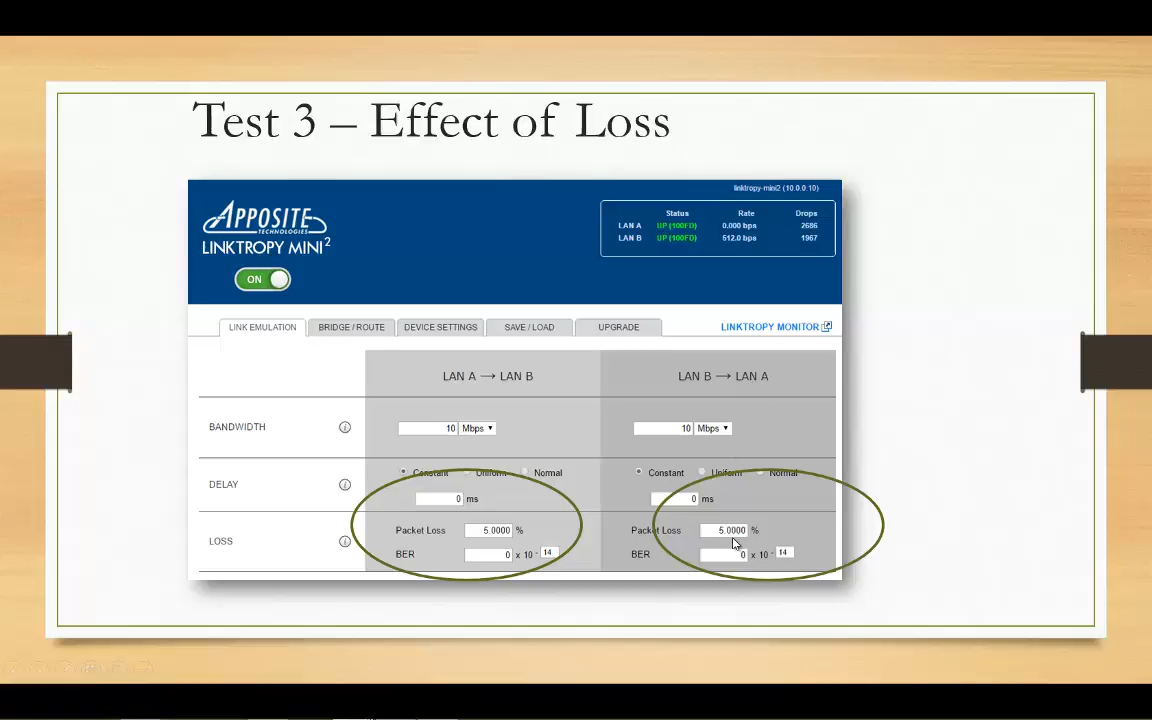 Test 3 – Effect of Loss
linktropy-mini2 (10.0.0.10)
APPOSITE
TECHNOLOGIES
LINKTROPY MINI2
Status Rate Drops
LAN A UP (100FD) 0.000 bps 2686
LAN B UP (100FD) 512.0 bps 1967
ON
LINK EMULATION BRIDGE / ROUTE DEVICE SETTINGS SAVE / LOAD UPGRADE LINKTROPY MONITOR
LAN A → LAN B LAN B → LAN A
BANDWIDTH i 10 Mbps ▼ 10 Mbps ▼
Constant Uniform Normal Constant Uniform Normal
DELAY i
0 ms 0 ms
Packet Loss 5.0000 % Packet Loss 5.0000 %
LOSS i
BER 0 x 10 - 14 BER 0 x 10 - 14